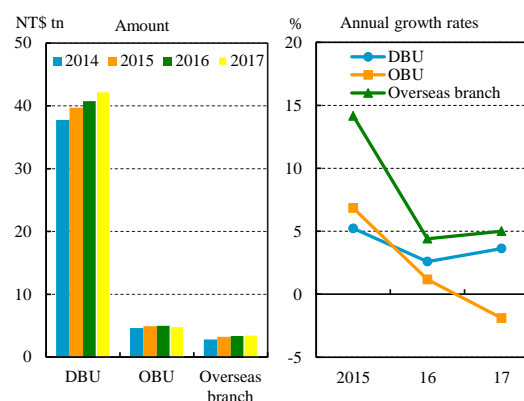 NT$ tn
Amount
2014 2015 2016 2017
50
40
30
20
10
0
DBU OBU Overseas
branch
%
Annual growth rates
DBU
OBU
Overseas branch
20
15
10
5
0
-5
2015 16 17